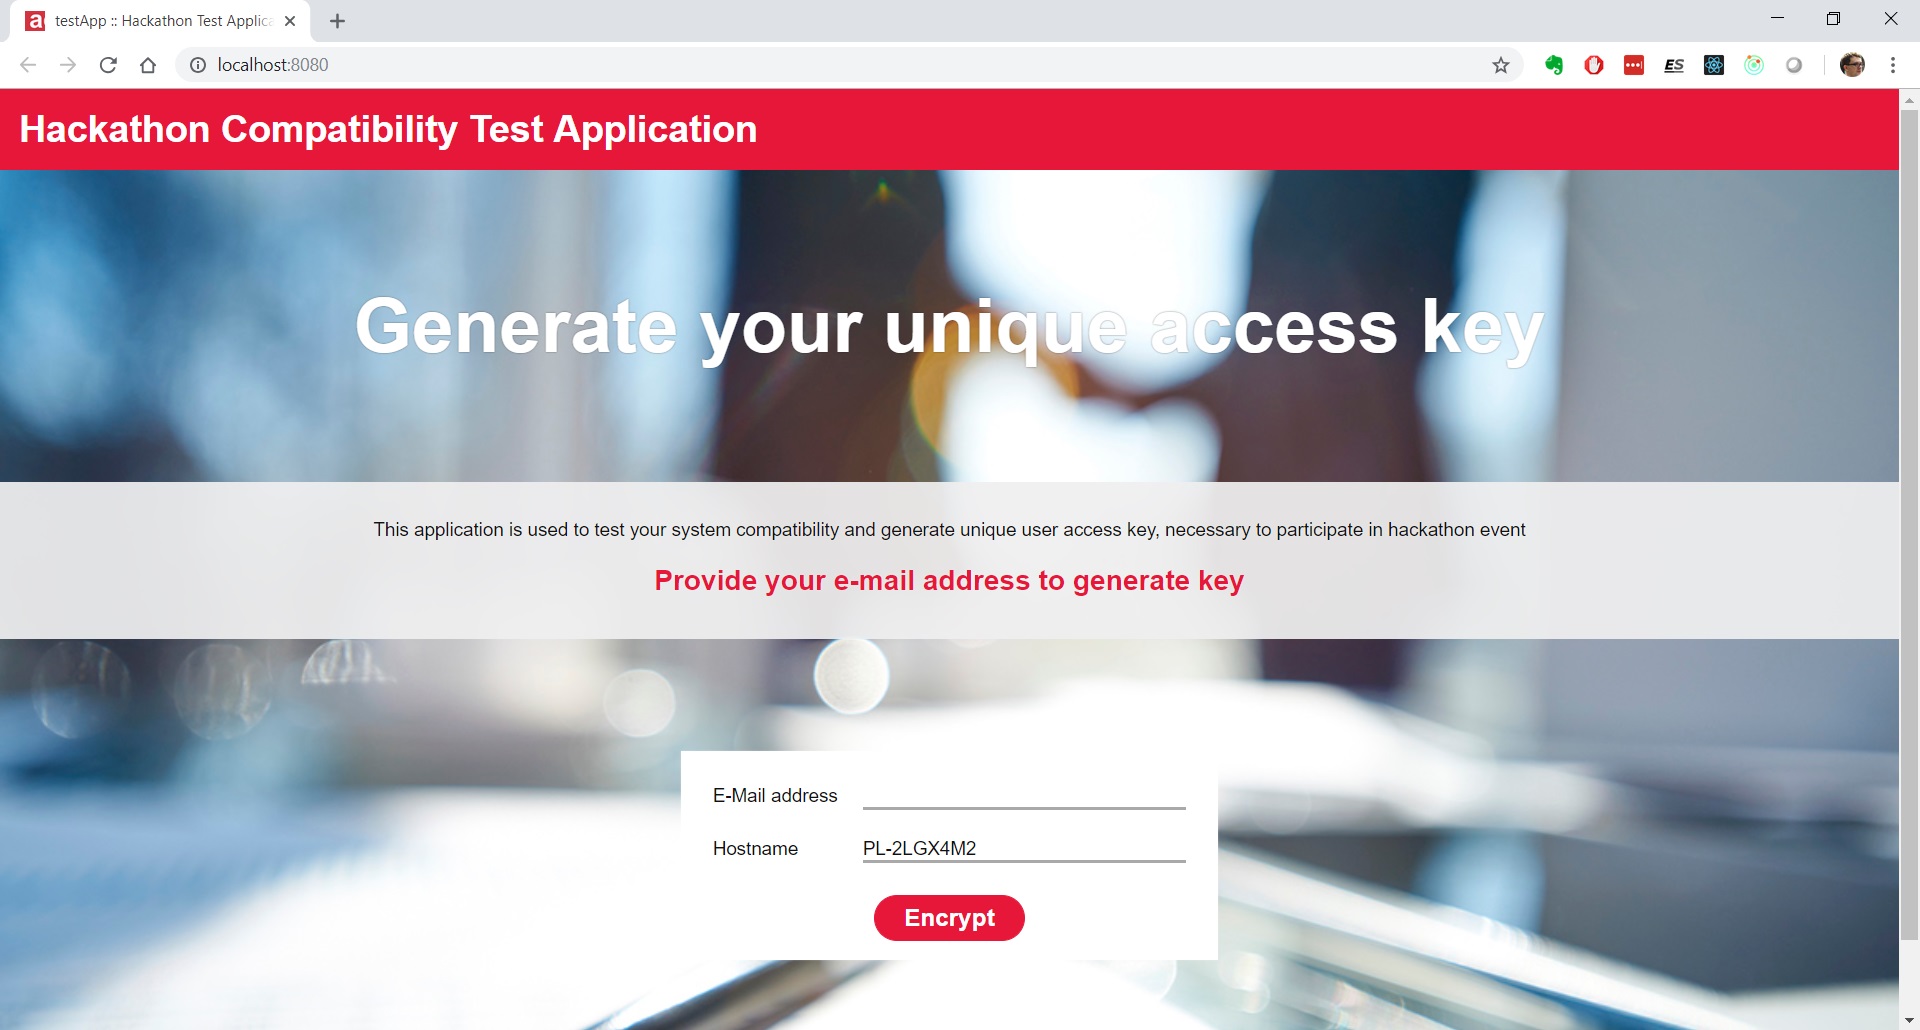 testApp :: Hackathon Test Applica
localhost:8080
ES
Hackathon Compatibility Test Application
Generate your unique access key
This application is used to test your system compatibility and generate unique user access key, necessary to participate in hackathon event
Provide your e-mail address to generate key
E-Mail address
Hostname PL-2LGX4M2
Encrypt